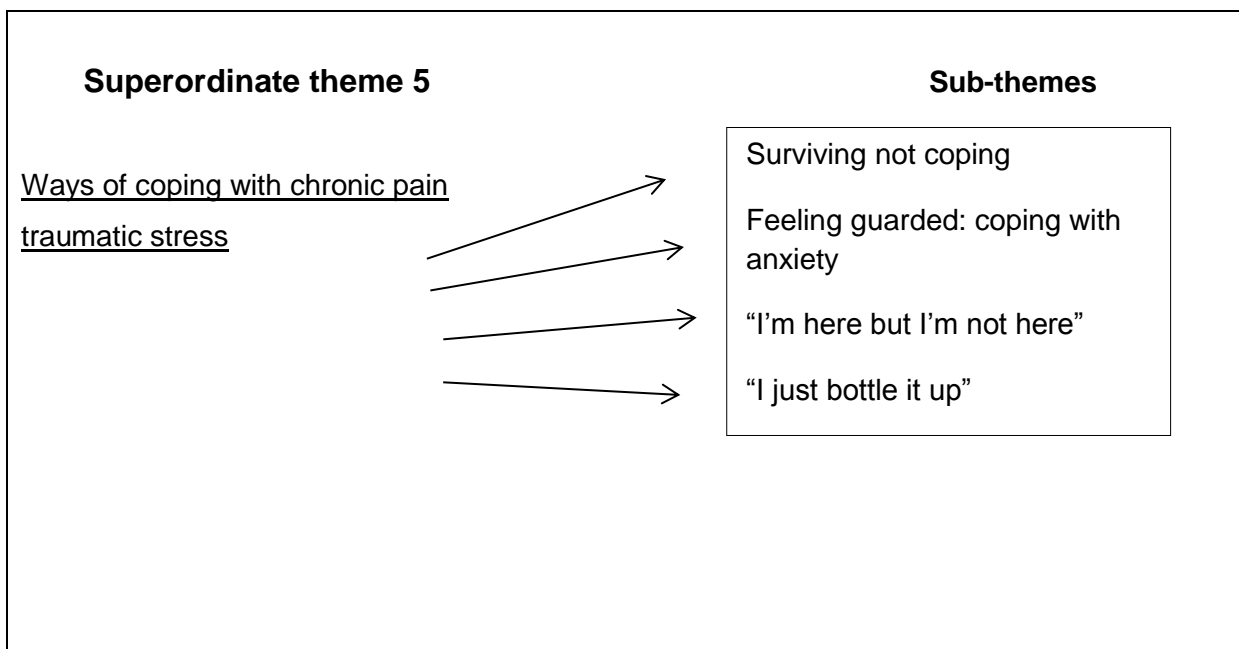 Superordinate theme 5
Sub-themes
Ways of coping with chronic pain
traumatic stress
Surviving not coping
Feeling guarded: coping with
anxiety
“I’m here but I’m not here”
“I just bottle it up”